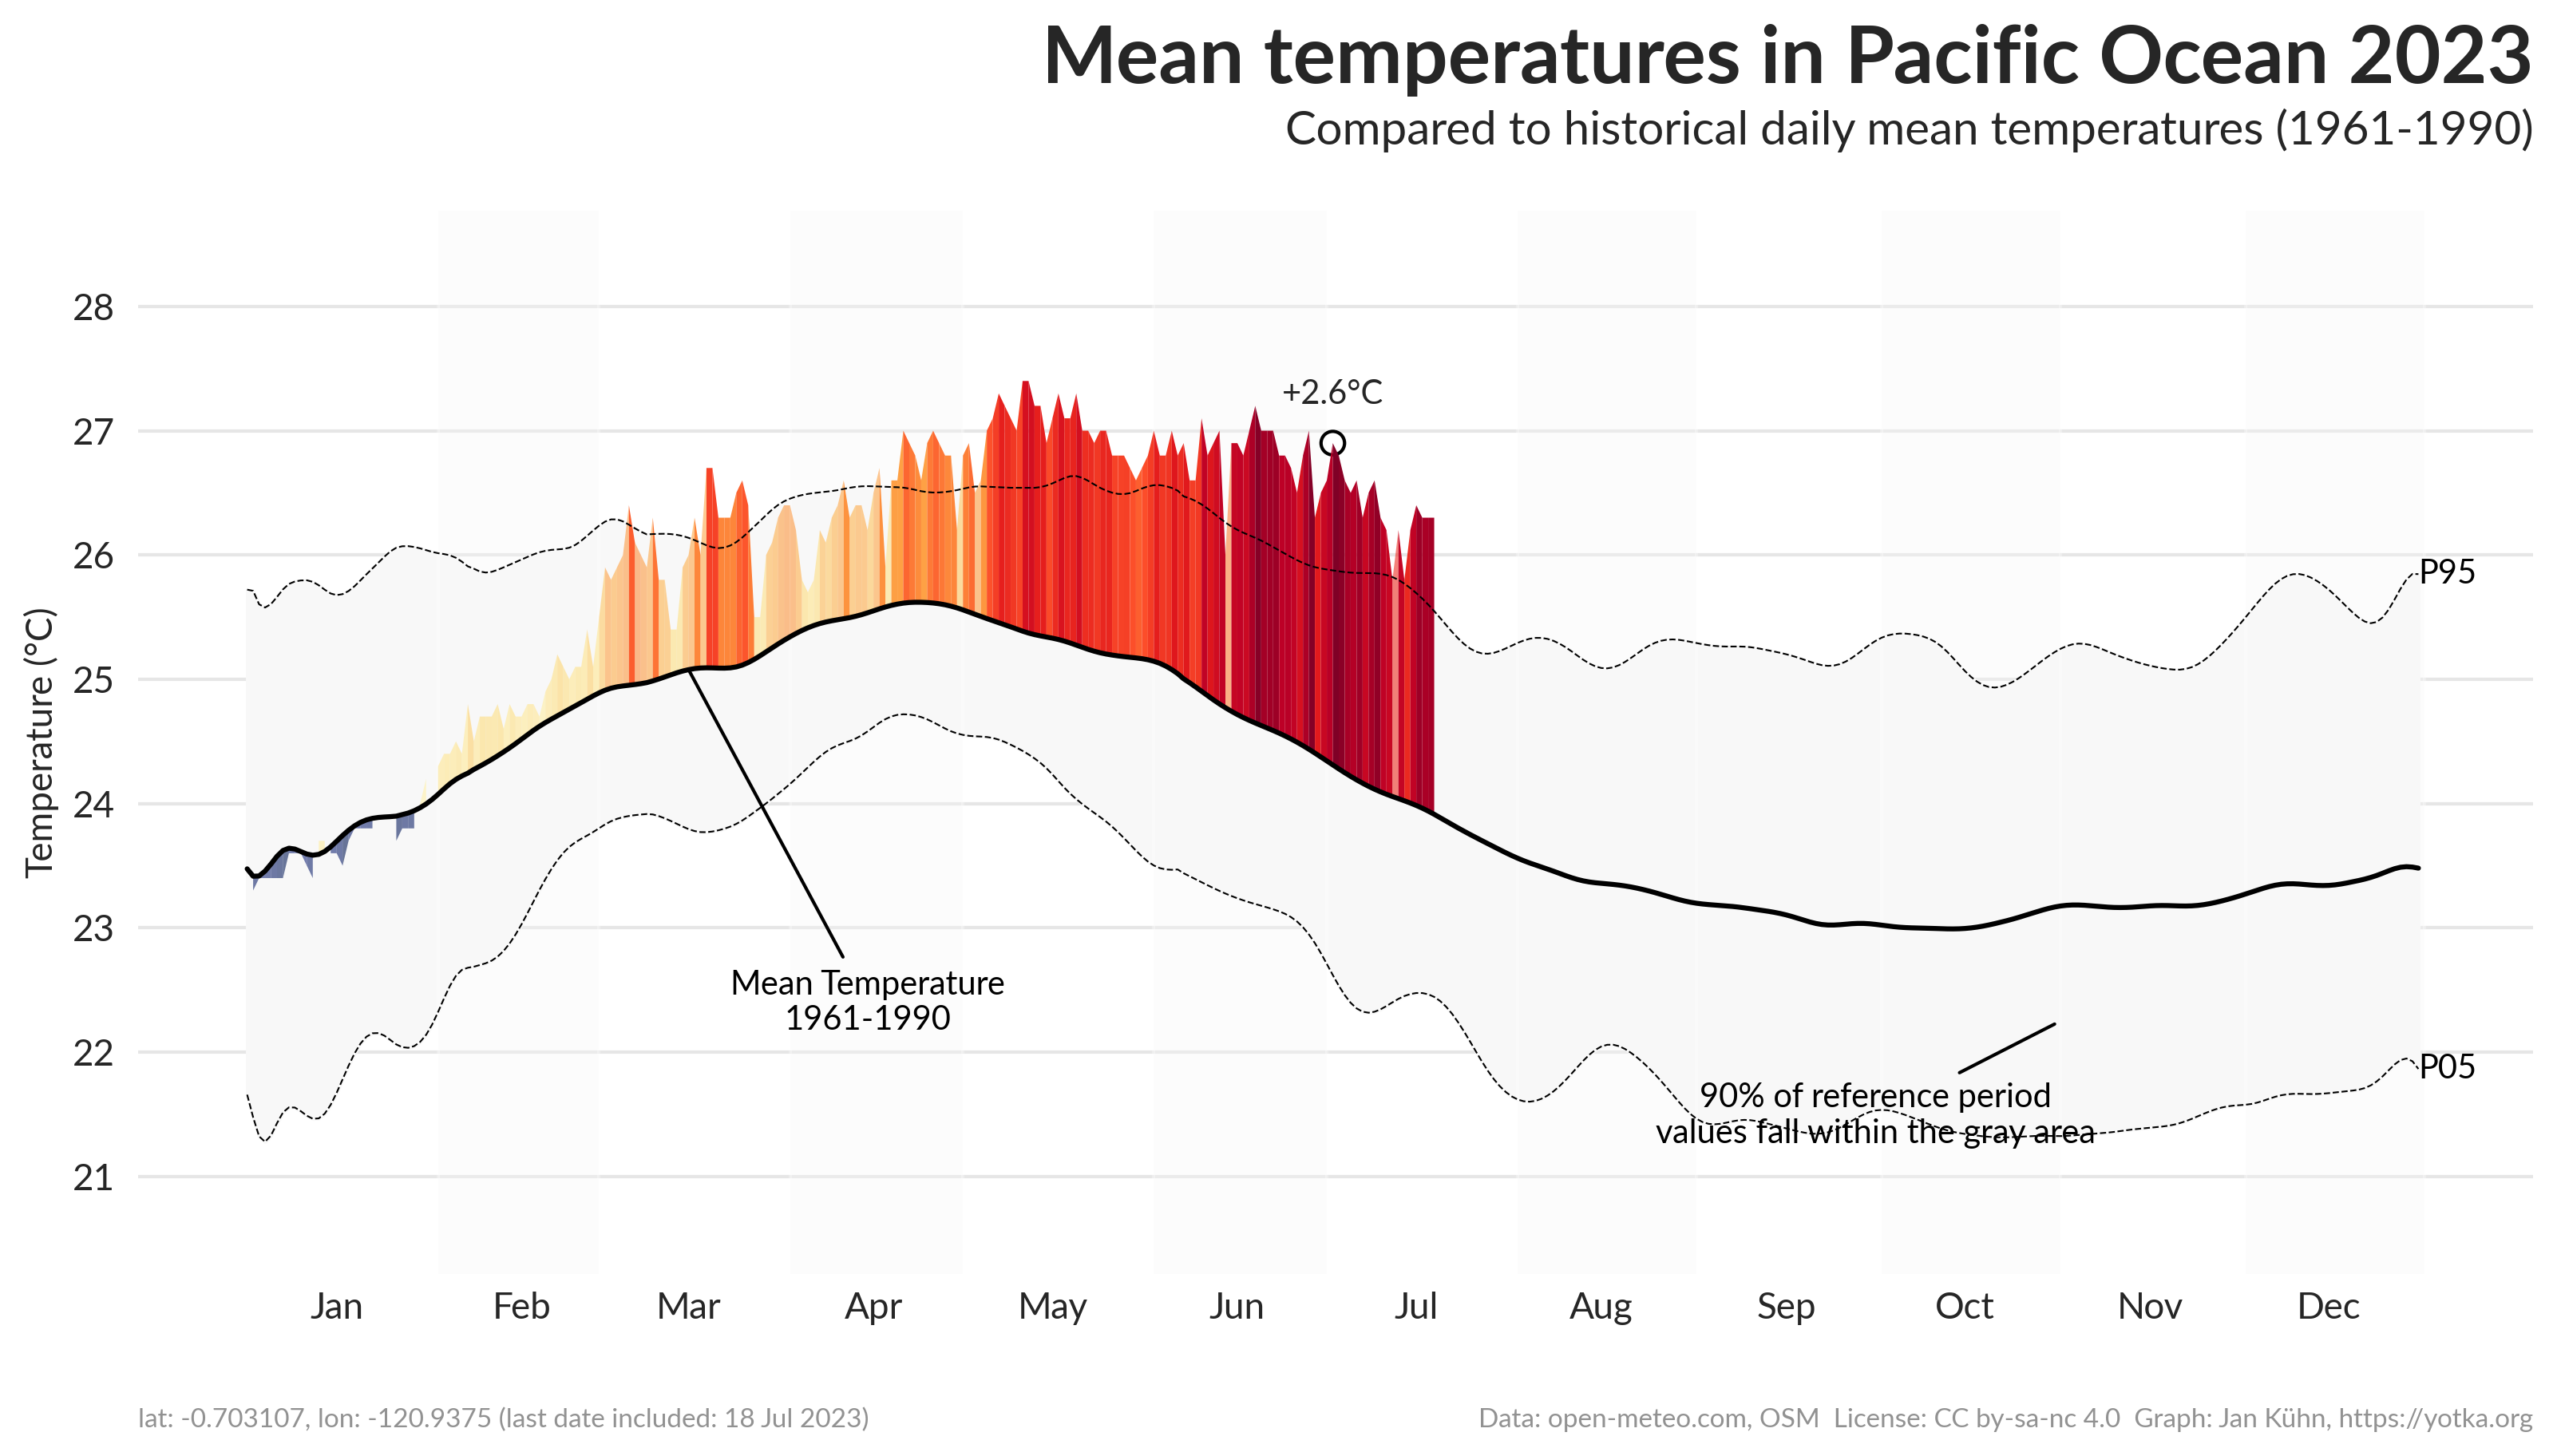 Mean temperatures in Pacific Ocean 2023
Compared to historical daily mean temperatures (1961-1990)
Temperature (°C)
28
27
26
25
24
23
22
21
+2.6°C
P95
P05
Mean Temperature
1961-1990
90% of reference period
values fall within the gray area
Jan Feb Mar Apr May Jun Jul Aug Sep Oct Nov Dec
lat: -0.703107, lon: -120.9375 (last date included: 18 Jul 2023)
Data: open-meteo.com, OSM  License: CC by-sa-nc 4.0  Graph: Jan Kühn, https://yotka.org